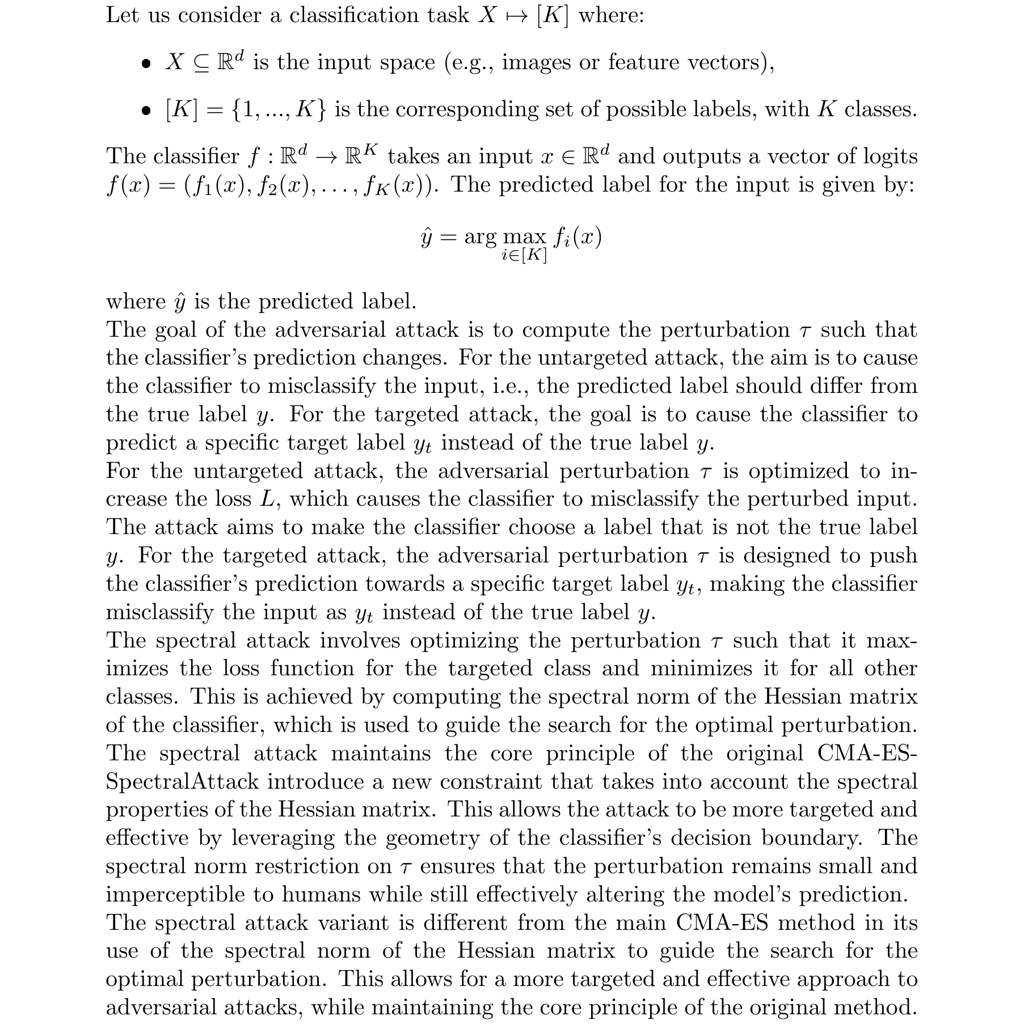 Let us consider a classification task X ↦ [K] where:
• X ⊆ ℝ^d is the input space (e.g., images or feature vectors),
• [K] = {1, ..., K} is the corresponding set of possible labels, with K classes.
The classifier f : ℝ^d → ℝ^K takes an input x ∈ ℝ^d and outputs a vector of logits
f(x) = (f_1(x), f_2(x), . . . , f_K(x)). The predicted label for the input is given by:
ŷ = arg max_{i∈[K]} f_i(x)
where ŷ is the predicted label.
The goal of the adversarial attack is to compute the perturbation τ such that
the classifier's prediction changes. For the untargeted attack, the aim is to cause
the classifier to misclassify the input, i.e., the predicted label should differ from
the true label y. For the targeted attack, the goal is to cause the classifier to
predict a specific target label y_t instead of the true label y.
For the untargeted attack, the adversarial perturbation τ is optimized to in-
crease the loss L, which causes the classifier to misclassify the perturbed input.
The attack aims to make the classifier choose a label that is not the true label
y. For the targeted attack, the adversarial perturbation τ is designed to push
the classifier's prediction towards a specific target label y_t, making the classifier
misclassify the input as y_t instead of the true label y.
The spectral attack involves optimizing the perturbation τ such that it max-
imizes the loss function for the targeted class and minimizes it for all other
classes. This is achieved by computing the spectral norm of the Hessian matrix
of the classifier, which is used to guide the search for the optimal perturbation.
The spectral attack maintains the core principle of the original CMA-ES-
SpectralAttack introduce a new constraint that takes into account the spectral
properties of the Hessian matrix. This allows the attack to be more targeted and
effective by leveraging the geometry of the classifier's decision boundary. The
spectral norm restriction on τ ensures that the perturbation remains small and
imperceptible to humans while still effectively altering the model's prediction.
The spectral attack variant is different from the main CMA-ES method in its
use of the spectral norm of the Hessian matrix to guide the search for the
optimal perturbation. This allows for a more targeted and effective approach to
adversarial attacks, while maintaining the core principle of the original method.